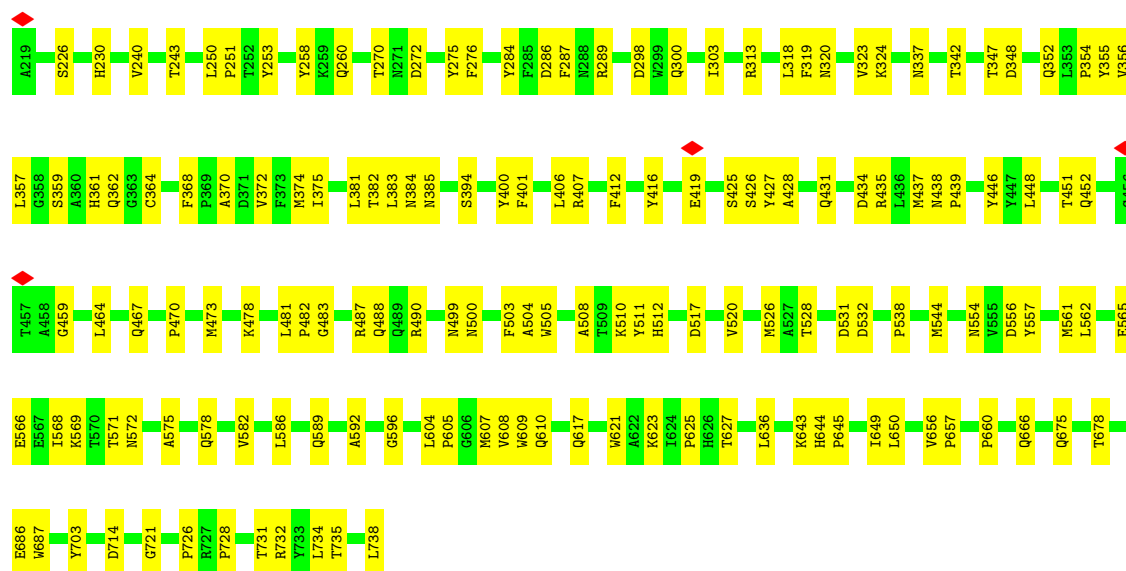 A219 S226 H230 V240 T243 L250 P251 T252 Y253 Y258 K259 Q260 T270 N271 D272 Y275 F276 Y284 F285 D286 F287 N288 R289 D298 W299 Q300 I303 R313 L318 F319 N320 V323 K324 N337 T342 T347 D348 Q352 L353 P354 Y355 V356
L357 G358 S359 A360 H361 Q362 G363 C364 F368 P369 A370 D371 V372 F373 M374 I375 L381 T382 L383 N384 N385 S394 Y400 F401 L406 R407 F412 Y416 E419 S425 S426 Y427 A428 Q431 D434 R435 L436 M437 N438 P439 Y446 Y447 L448 T451 Q452
T457 A458 G459 L464 Q467 P470 M473 K478 L481 P482 G483 R487 Q488 Q489 R490 N499 N500 F503 A504 W505 A508 T509 K510 Y511 H512 D517 V520 M526 A527 T528 D531 D532 P538 M544 N554 V555 D556 Y557 M561 L562 E565
E566 E567 I568 K569 T570 T571 N572 A575 Q578 V582 L586 Q589 A592 G596 L604 P605 G606 M607 V608 W609 Q610 Q617 W621 A622 K623 I624 P625 H626 T627 L636 K643 H644 P645 I649 L650 V656 P657 P660 Q666 Q675 T678
E686 W687 Y703 D714 G721 P726 R727 P728 T731 R732 Y733 L734 T735 L738